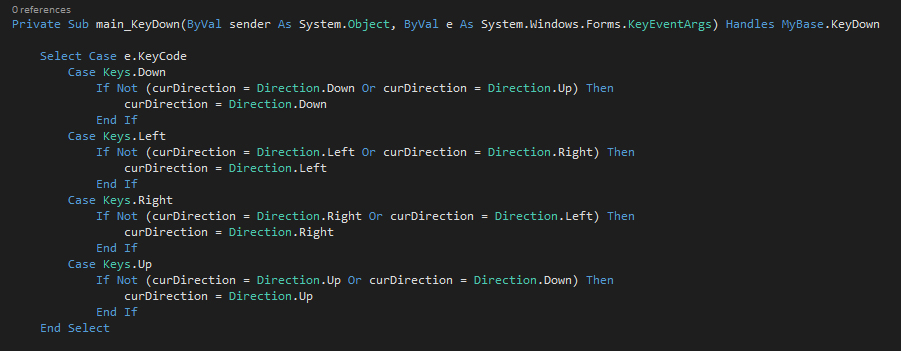 0 references
Private Sub main_KeyDown(ByVal sender As System.Object, ByVal e As System.Windows.Forms.KeyEventArgs) Handles MyBase.KeyDown
Select Case e.KeyCode
Case Keys.Down
If Not (curDirection = Direction.Down Or curDirection = Direction.Up) Then
curDirection = Direction.Down
End If
Case Keys.Left
If Not (curDirection = Direction.Left Or curDirection = Direction.Right) Then
curDirection = Direction.Left
End If
Case Keys.Right
If Not (curDirection = Direction.Right Or curDirection = Direction.Left) Then
curDirection = Direction.Right
End If
Case Keys.Up
If Not (curDirection = Direction.Up Or curDirection = Direction.Down) Then
curDirection = Direction.Up
End If
End Select